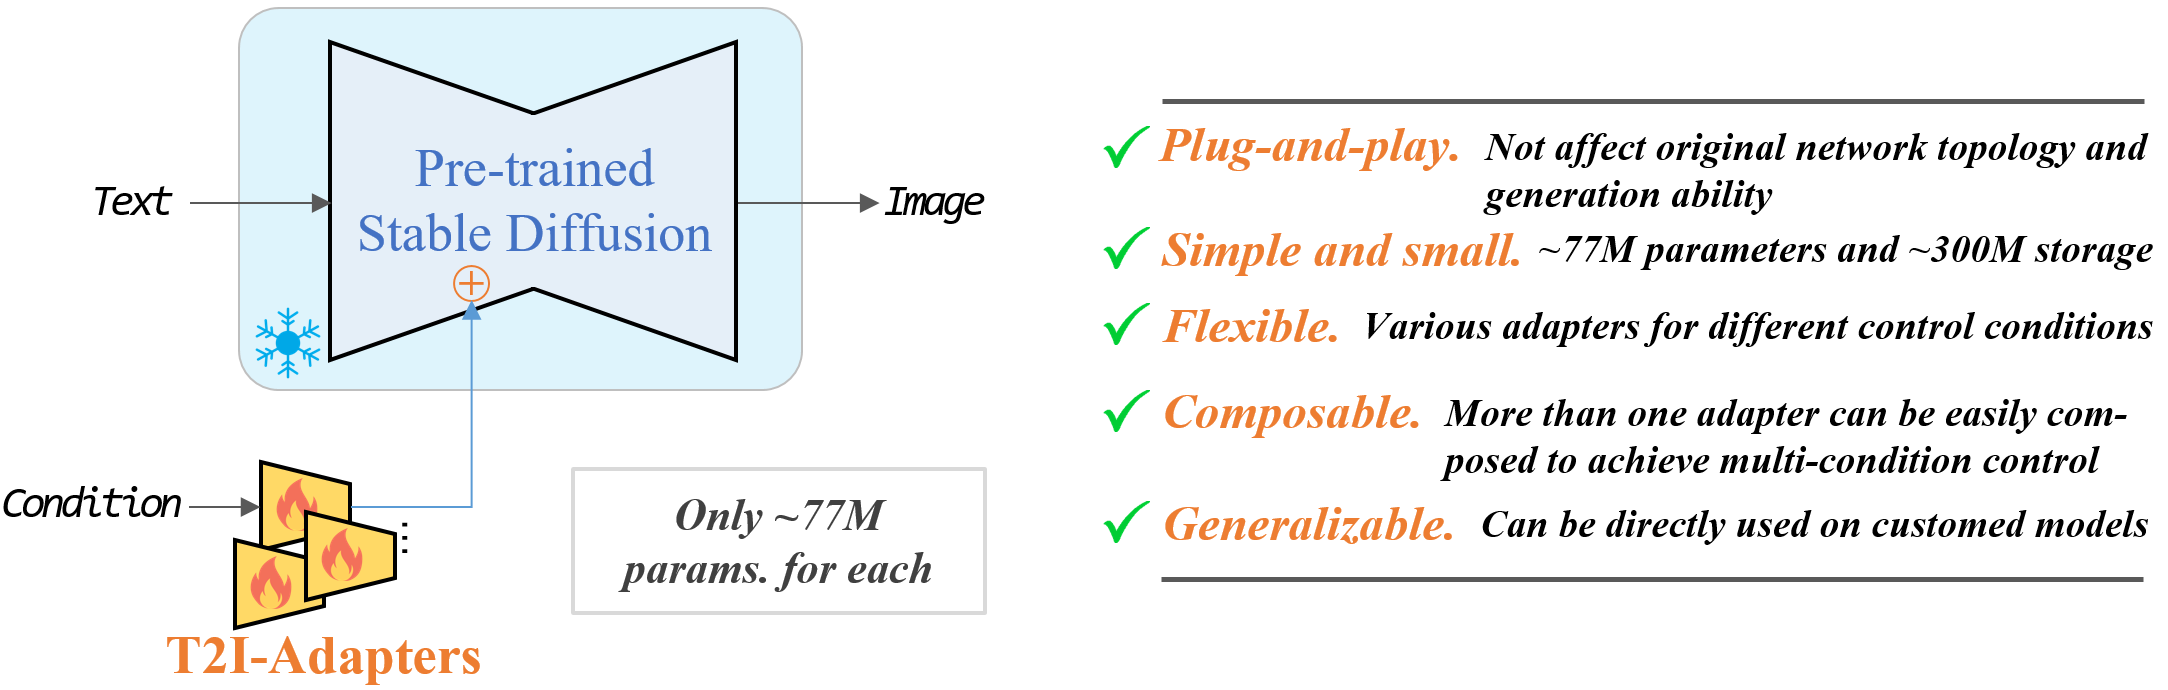 Text
Pre-trained
Stable Diffusion
Image
Condition
T2I-Adapters
Only ~77M
params. for each
Plug-and-play. Not affect original network topology and
generation ability
Simple and small. ~77M parameters and ~300M storage
Flexible. Various adapters for different control conditions
Composable. More than one adapter can be easily com-
posed to achieve multi-condition control
Generalizable. Can be directly used on customed models